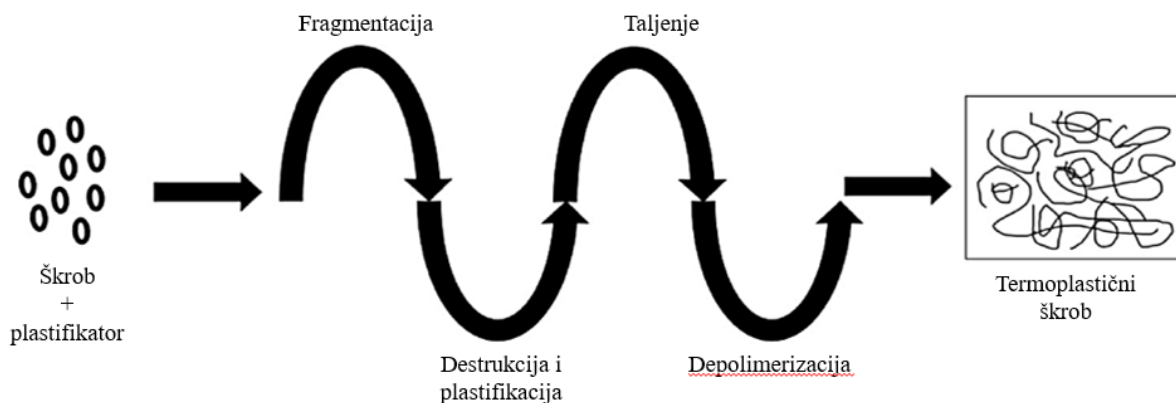 Fragmentacija
Taljenje
Škrob
+
plastifikator
Destrukcija i
plastifikacija
Depolimerizacija
Termoplastični
škrob